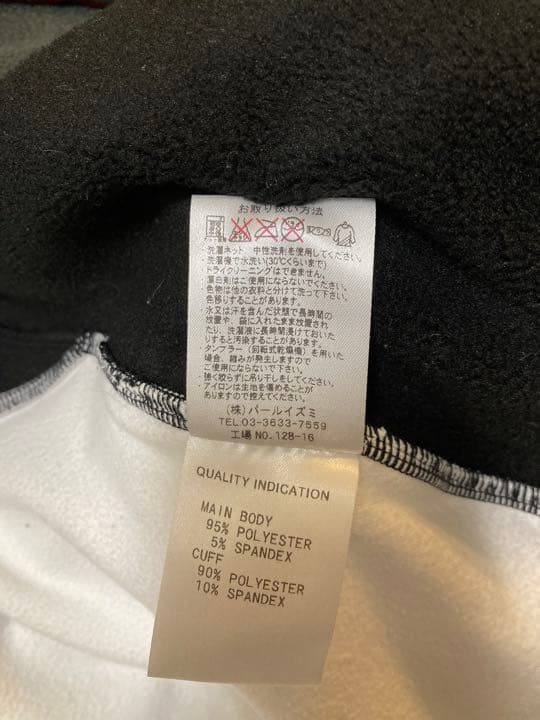 お取り扱い方法
・洗濯ネット、中性洗剤を使用してください。
・洗濯機で水洗い(30℃くらいまで)
・ドライクリーニングはできません。
・漂白剤はご使用にならないでください。
・色物は他の衣料と分けて洗って下さい。
色移りすることがあります。
・水又は汗を含んだ状態で長時間の
放置や、袋に入れたまま放置され
たり、洗濯液に長時間浸けておいた
りすると汚染することがあります。
・タンブラー(回転式乾燥機)を用いた
場合、縮みが発生しますので
ご使用にならないで下さい。
・強く絞らずに吊り干しをしてください。
・アイロンは生地を傷めることが
ありますので控えてください。
(株)パールイズミ
TEL.03-3633-7559
工場 NO.128-16
QUALITY INDICATION
MAIN BODY
95% POLYESTER
5% SPANDEX
CUFF
90% POLYESTER
10% SPANDEX